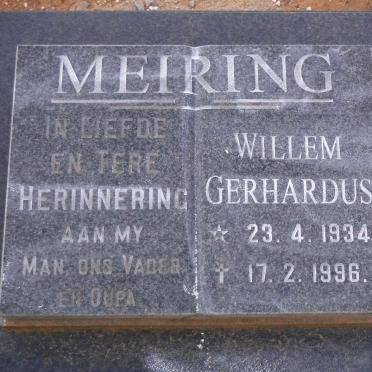 MEIRING
IN LIEFDE
EN TERE
HERINNERING
AAN MY
MAN, ONS VADER
EN OUPA.
WILLEM
GERHARDUS
☆ 23. 4. 1934
✝ 17. 2. 1996.